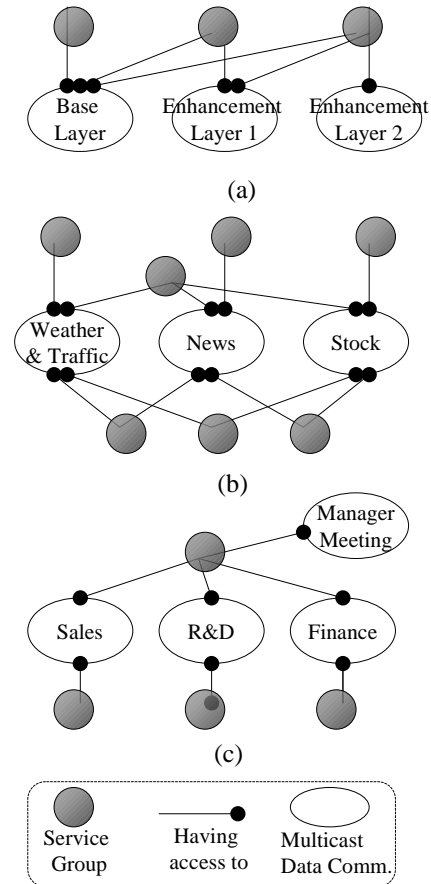 Base Enhancement Enhancement
Layer Layer 1 Layer 2
(a)
Weather News Stock
& Traffic
(b)
Manager
Meeting
Sales R&D Finance
(c)
Service Having Multicast
Group access to Data Comm.